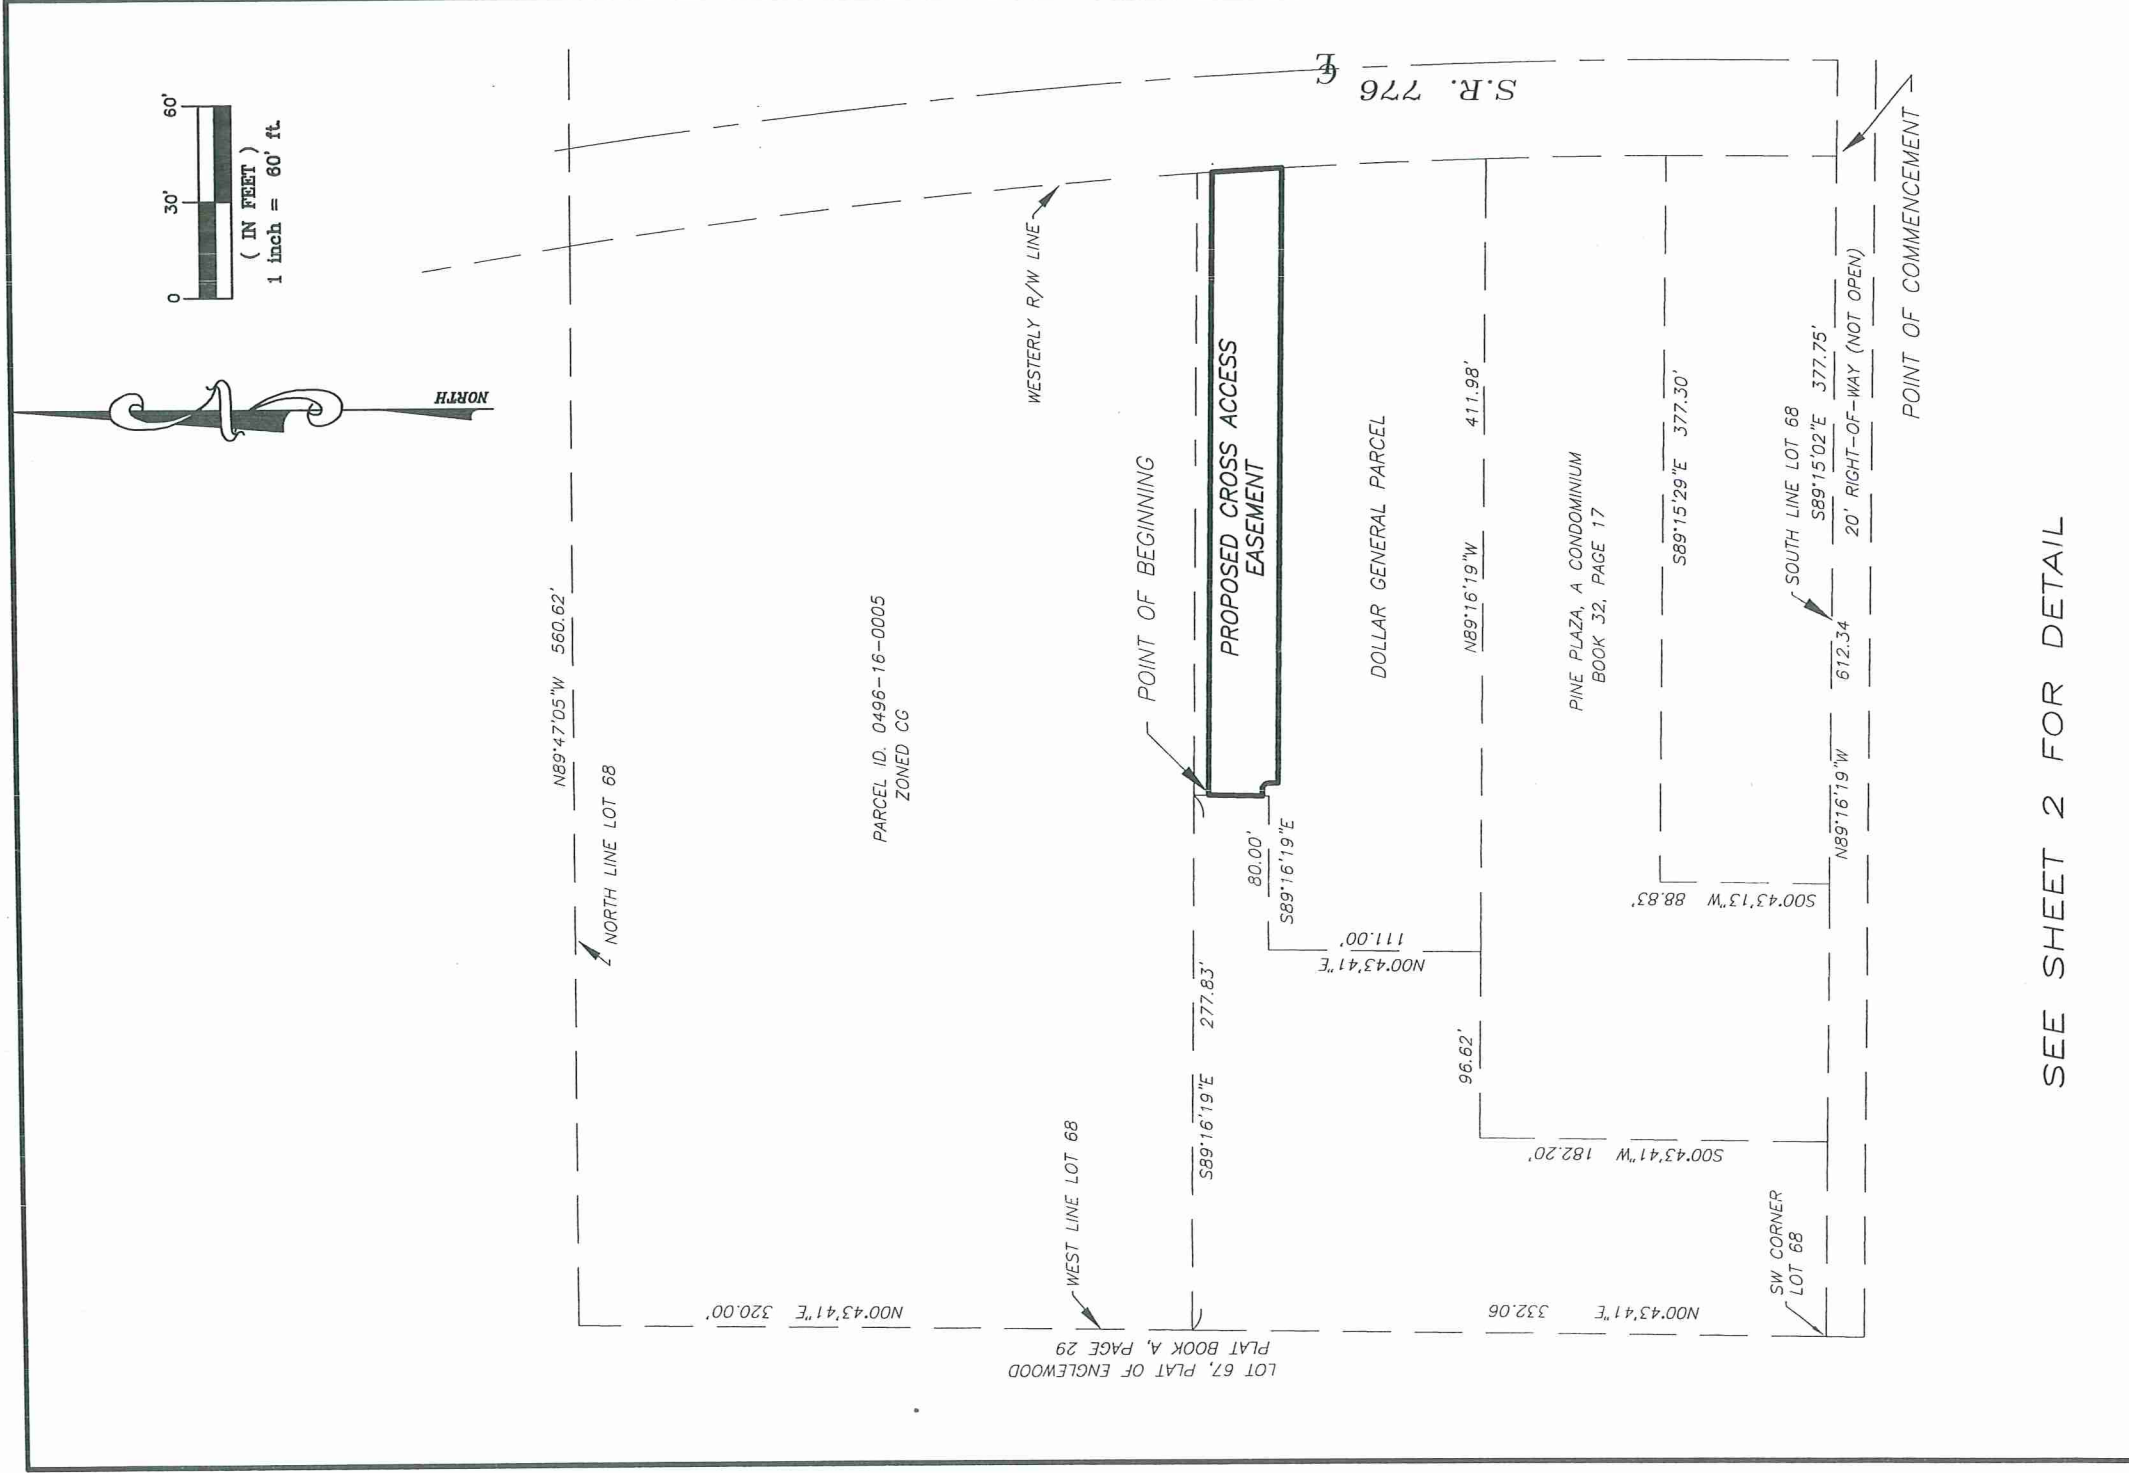 0
30'
60'
( IN FEET )
1 inch = 60' ft.
NORTH
S.R. 776
℄
WESTERLY R/W LINE
N89°47'05"W 560.62'
NORTH LINE LOT 68
PARCEL ID. 0496-16-0005
ZONED CG
POINT OF BEGINNING
PROPOSED CROSS ACCESS
EASEMENT
DOLLAR GENERAL PARCEL
N89°16'19"W 411.98'
PINE PLAZA, A CONDOMINIUM
BOOK 32, PAGE 17
S89°15'29"E 377.30'
SOUTH LINE LOT 68
S89°15'02"E 377.75'
20' RIGHT-OF-WAY (NOT OPEN)
POINT OF COMMENCEMENT
N89°16'19"W 612.34
80.00'
S89°16'19"E
N00°43'41"E
111.00'
S00°43'13"W 88.83'
S89°16'19"E 277.83'
96.62'
S00°43'41"W 182.20'
WEST LINE LOT 68
SW CORNER
LOT 68
N00°43'41"E 320.00'
N00°43'41"E 332.06
LOT 67, PLAT OF ENGLEWOOD
PLAT BOOK A, PAGE 29
SEE SHEET 2 FOR DETAIL